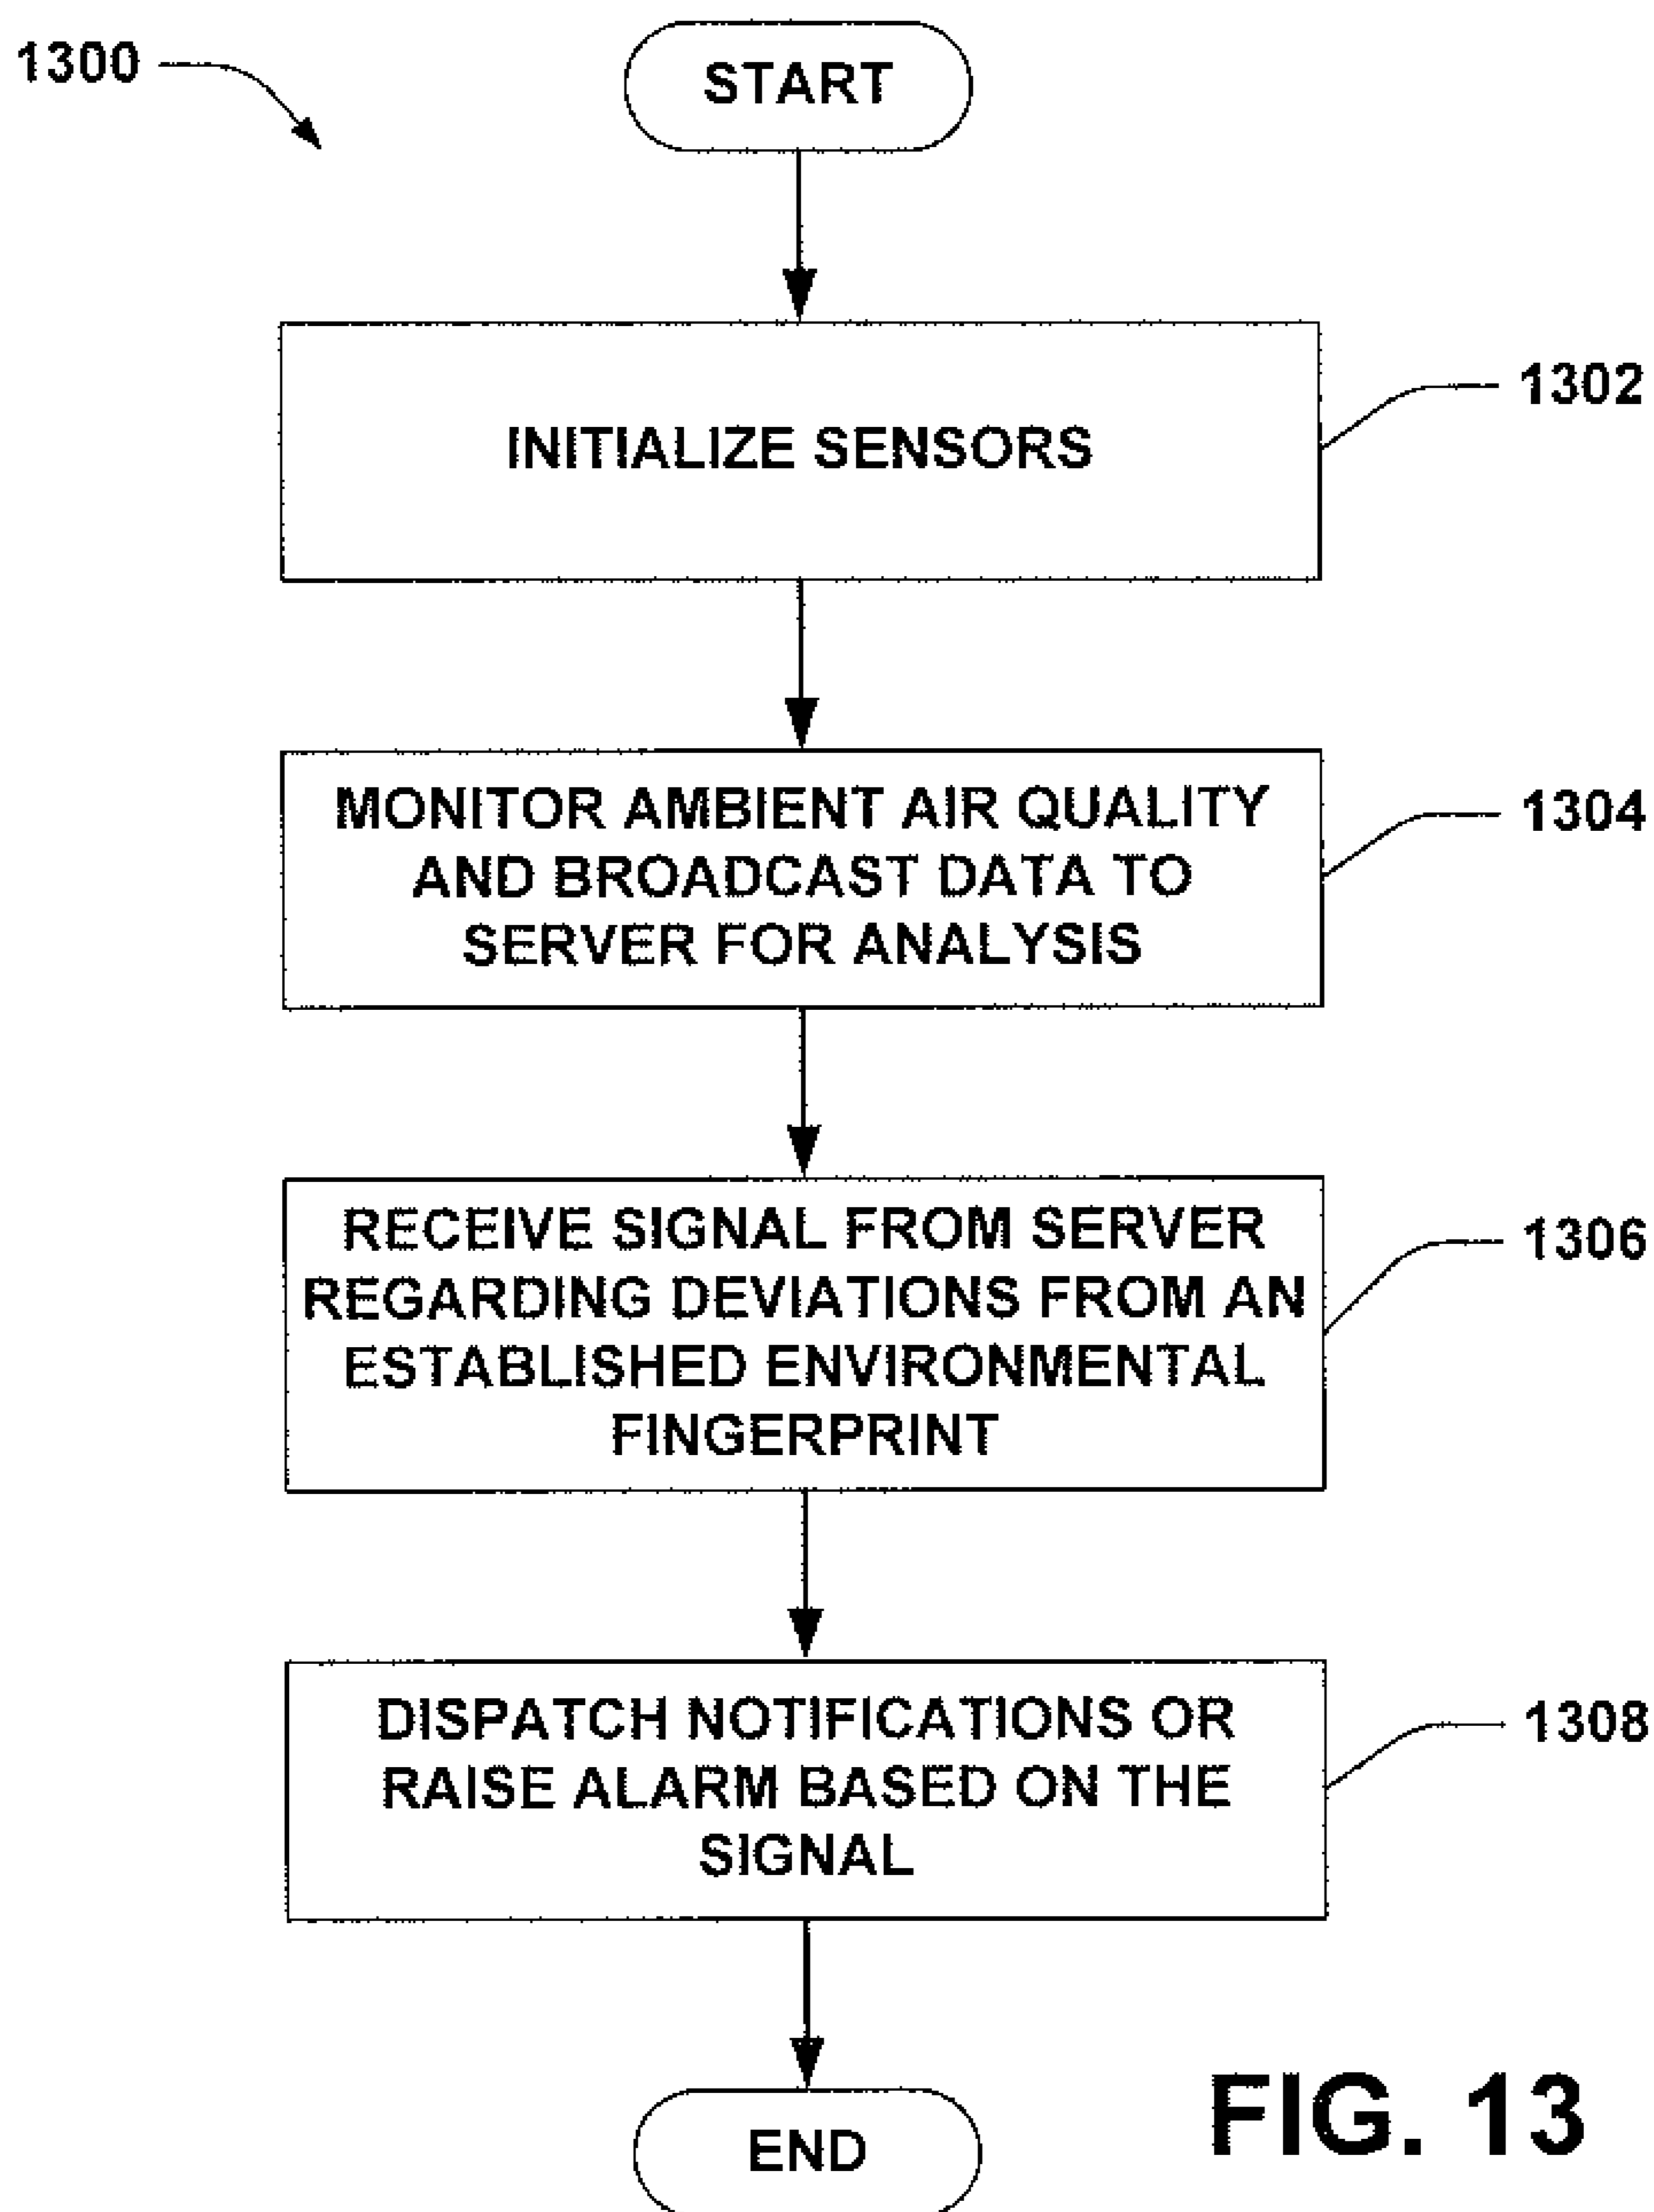 1300
START
INITIALIZE SENSORS
1302
MONITOR AMBIENT AIR QUALITY
AND BROADCAST DATA TO
SERVER FOR ANALYSIS
1304
RECEIVE SIGNAL FROM SERVER
REGARDING DEVIATIONS FROM AN
ESTABLISHED ENVIRONMENTAL
FINGERPRINT
1306
DISPATCH NOTIFICATIONS OR
RAISE ALARM BASED ON THE
SIGNAL
1308
END
FIG. 13